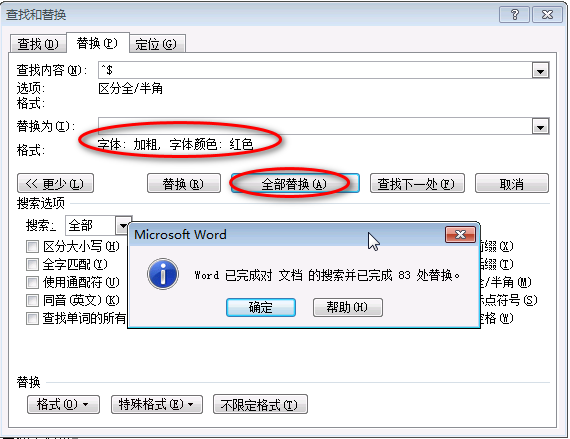 查找和替换
查找(D) 替换(P) 定位(G)
查找内容(N): ^$
选项: 区分全/半角
格式:
替换为(I):
格式: 字体: 加粗, 字体颜色: 红色
<< 更少(L) 替换(R) 全部替换(A) 查找下一处(F) 取消
搜索选项
搜索: 全部
Microsoft Word
区分大小写(H) 缀(X)
全字匹配(Y) 缀(T)
Word 已完成对 文档 的搜索并已完成 83 处替换。
使用通配符(U) 全/半角(M)
同音(英文)(K) 标点符号(S)
确定 帮助(H)
查找单词的所有 空格(W)
替换
格式(O) 特殊格式(E) 不限定格式(T)